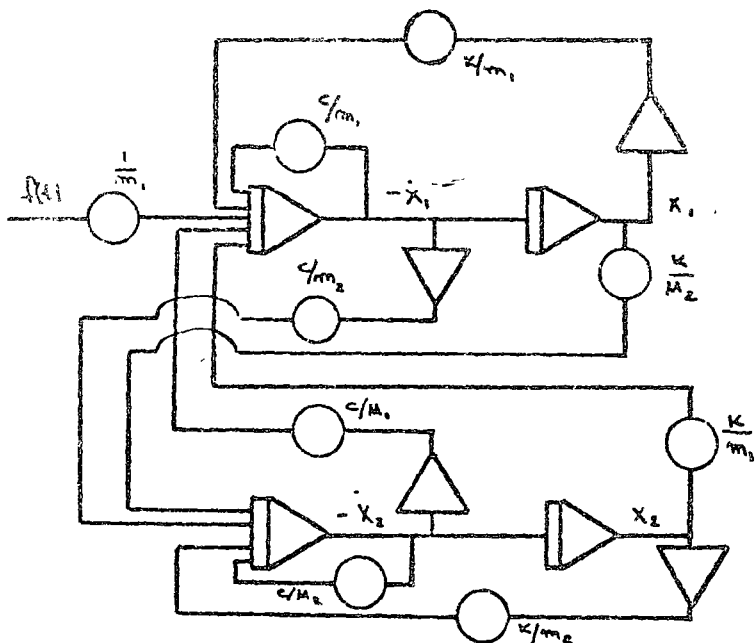 K/m₁
c/m₁
1/m₁
f(t)
-ẋ₁
x₁
c/m₂
K/M₂
c/M₁
K/m₁
-ẋ₂
x₂
c/M₂
K/m₂